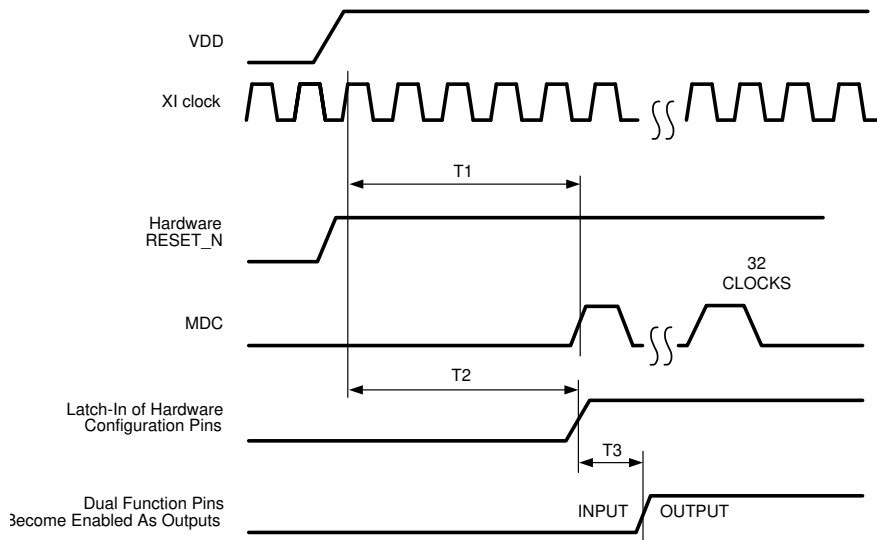 VDD
XI clock
T1
Hardware
RESET_N
32
CLOCKS
MDC
T2
Latch-In of Hardware
Configuration Pins
T3
Dual Function Pins
Become Enabled As Outputs
INPUT
OUTPUT